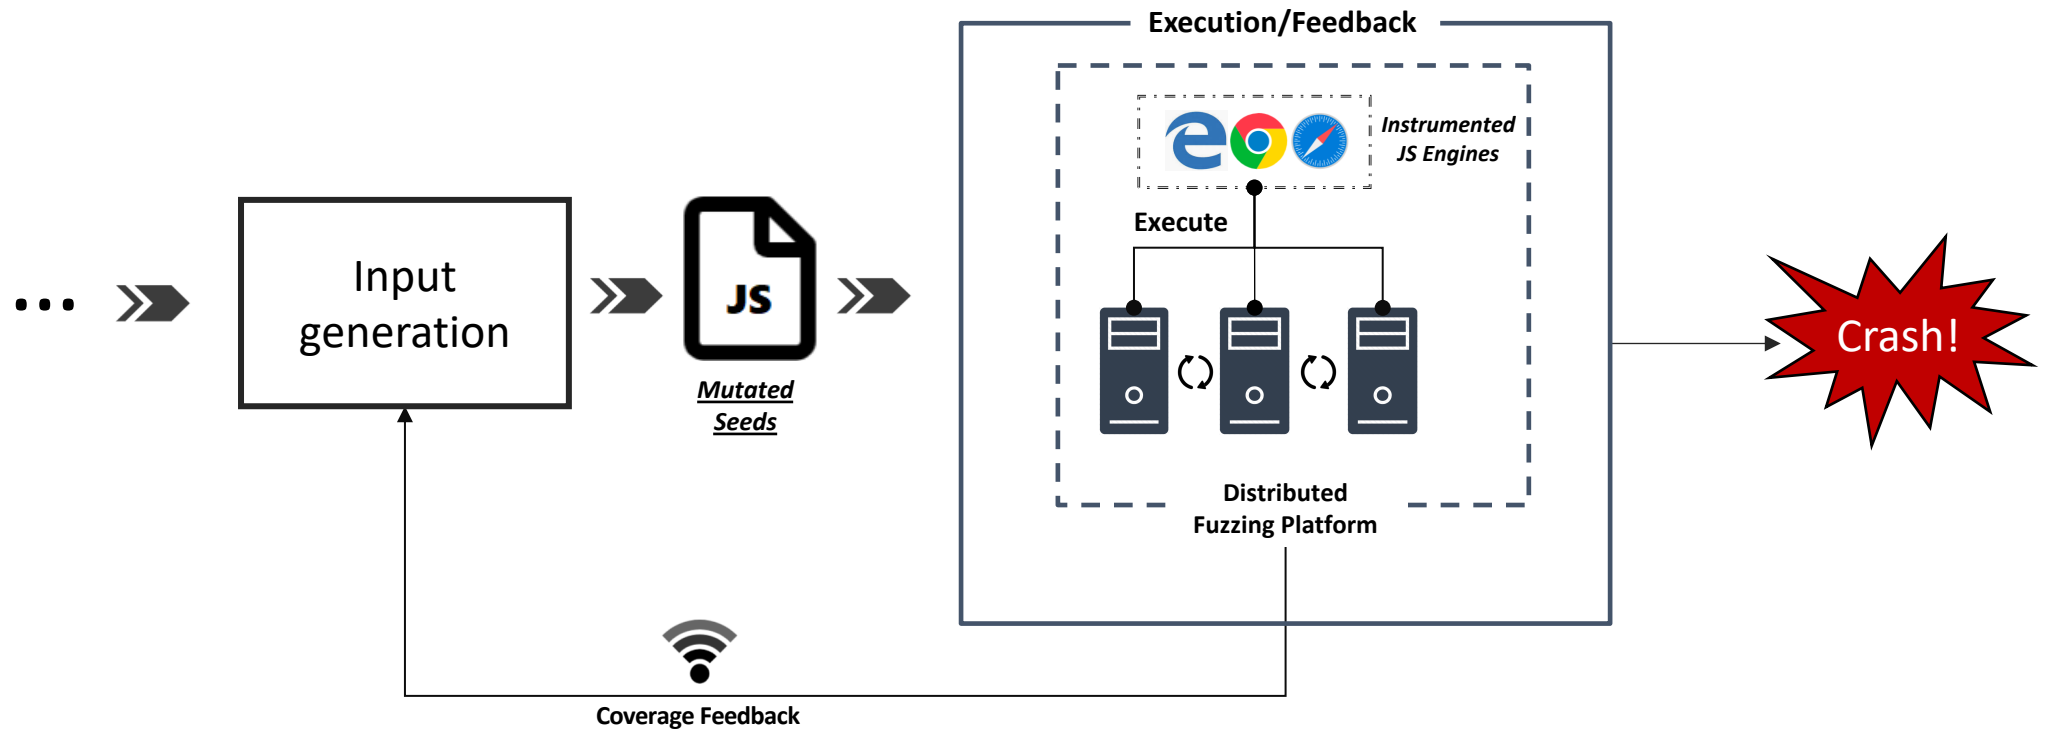 Execution/Feedback
Instrumented
JS Engines
Execute
...
Input
generation
JS
Mutated
Seeds
Crash!
Distributed
Fuzzing Platform
Coverage Feedback